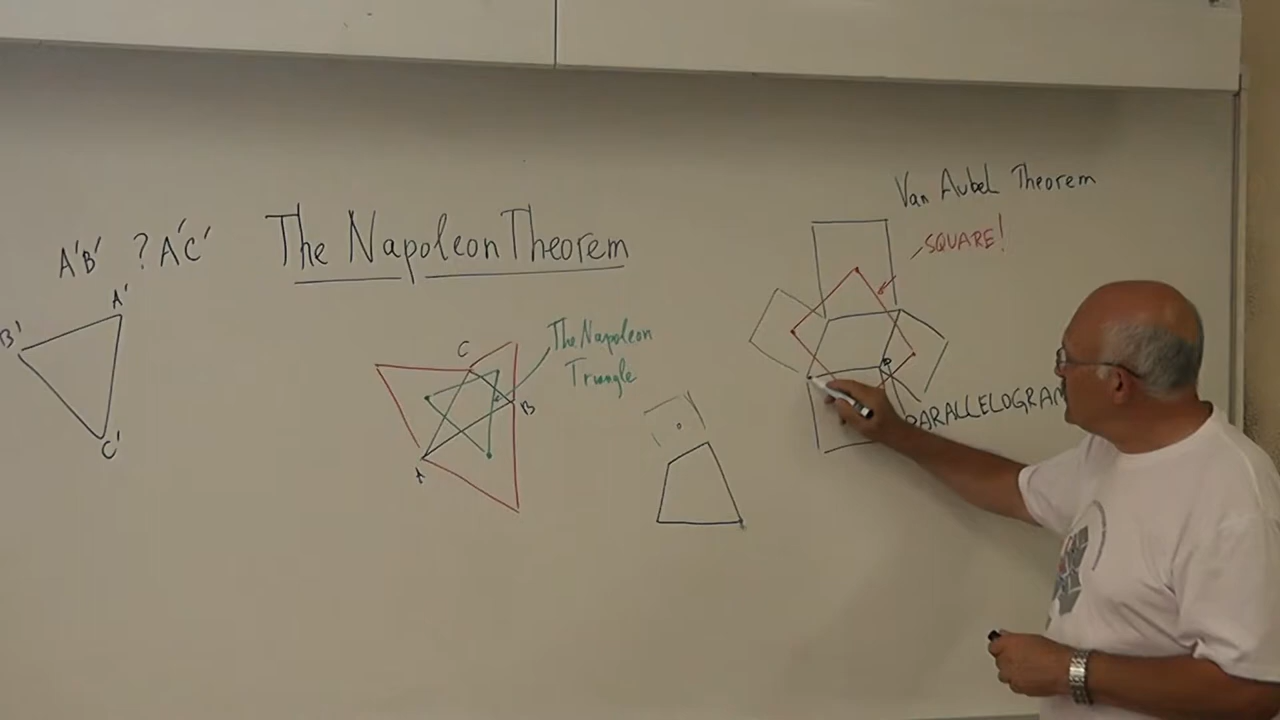 A'B' ? A'C'
The Napoleon Theorem
Van Aubel Theorem
SQUARE!
A'
B'
C'
The Napoleon
Triangle
C
B
A
PARALLELOGRAM